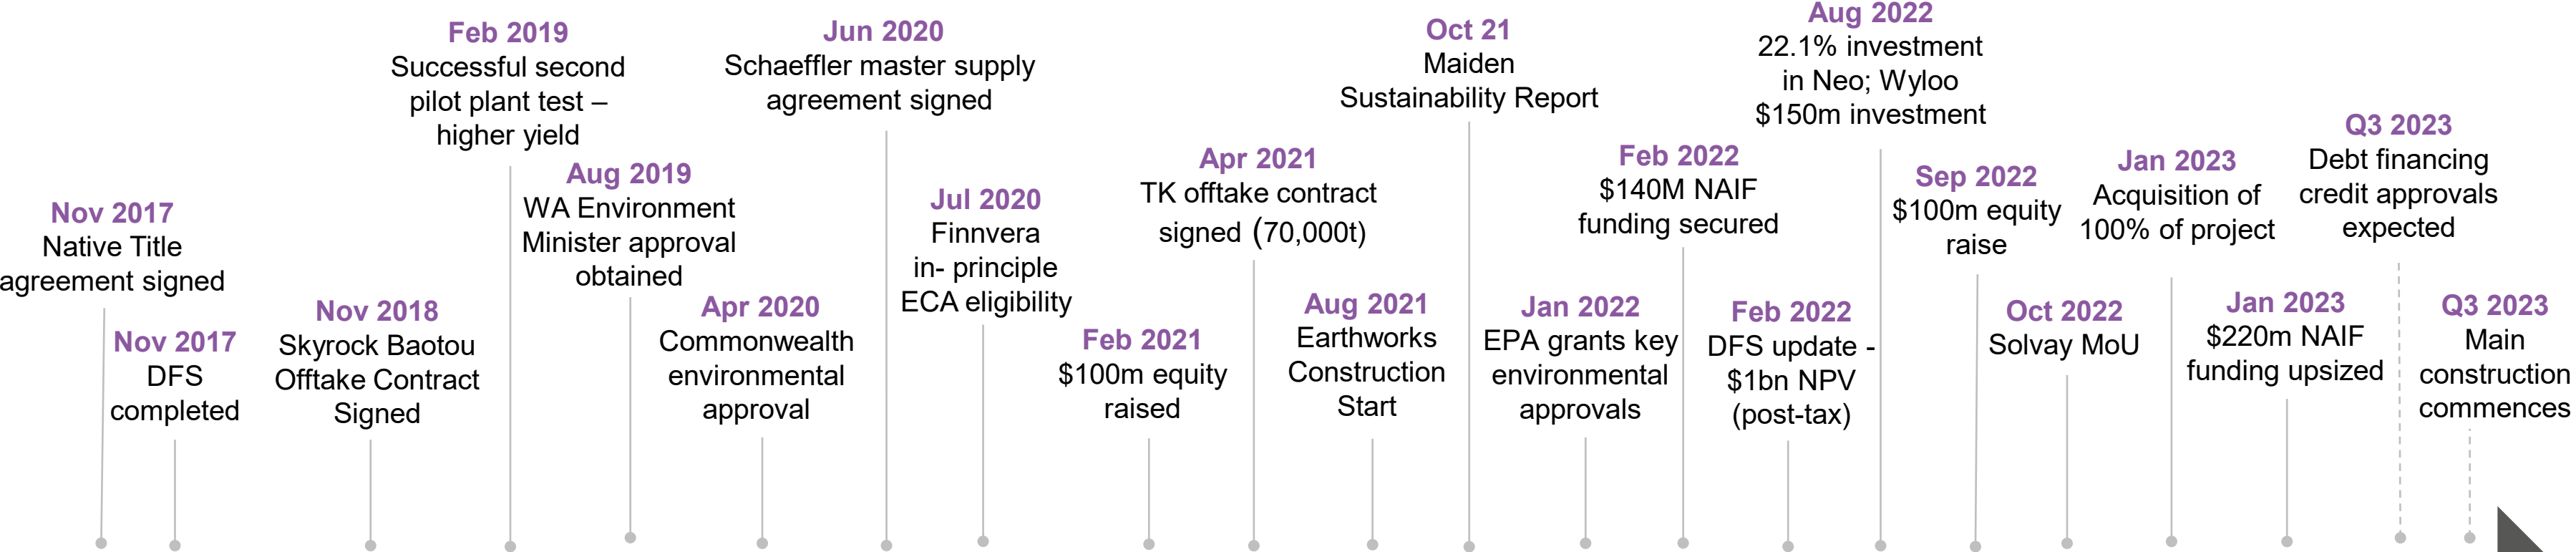 Nov 2017
Native Title
agreement signed
Nov 2017
DFS
completed
Nov 2018
Skyrock Baotou
Offtake Contract
Signed
Feb 2019
Successful second
pilot plant test –
higher yield
Aug 2019
WA Environment
Minister approval
obtained
Apr 2020
Commonwealth
environmental
approval
Jun 2020
Schaeffler master supply
agreement signed
Jul 2020
Finnvera
in- principle
ECA eligibility
Feb 2021
$100m equity
raised
Apr 2021
TK offtake contract
signed (70,000t)
Aug 2021
Earthworks
Construction
Start
Oct 21
Maiden
Sustainability Report
Jan 2022
EPA grants key
environmental
approvals
Feb 2022
$140M NAIF
funding secured
Feb 2022
DFS update -
$1bn NPV
(post-tax)
Aug 2022
22.1% investment
in Neo; Wyloo
$150m investment
Sep 2022
$100m equity
raise
Oct 2022
Solvay MoU
Jan 2023
Acquisition of
100% of project
Jan 2023
$220m NAIF
funding upsized
Q3 2023
Debt financing
credit approvals
expected
Q3 2023
Main
construction
commences